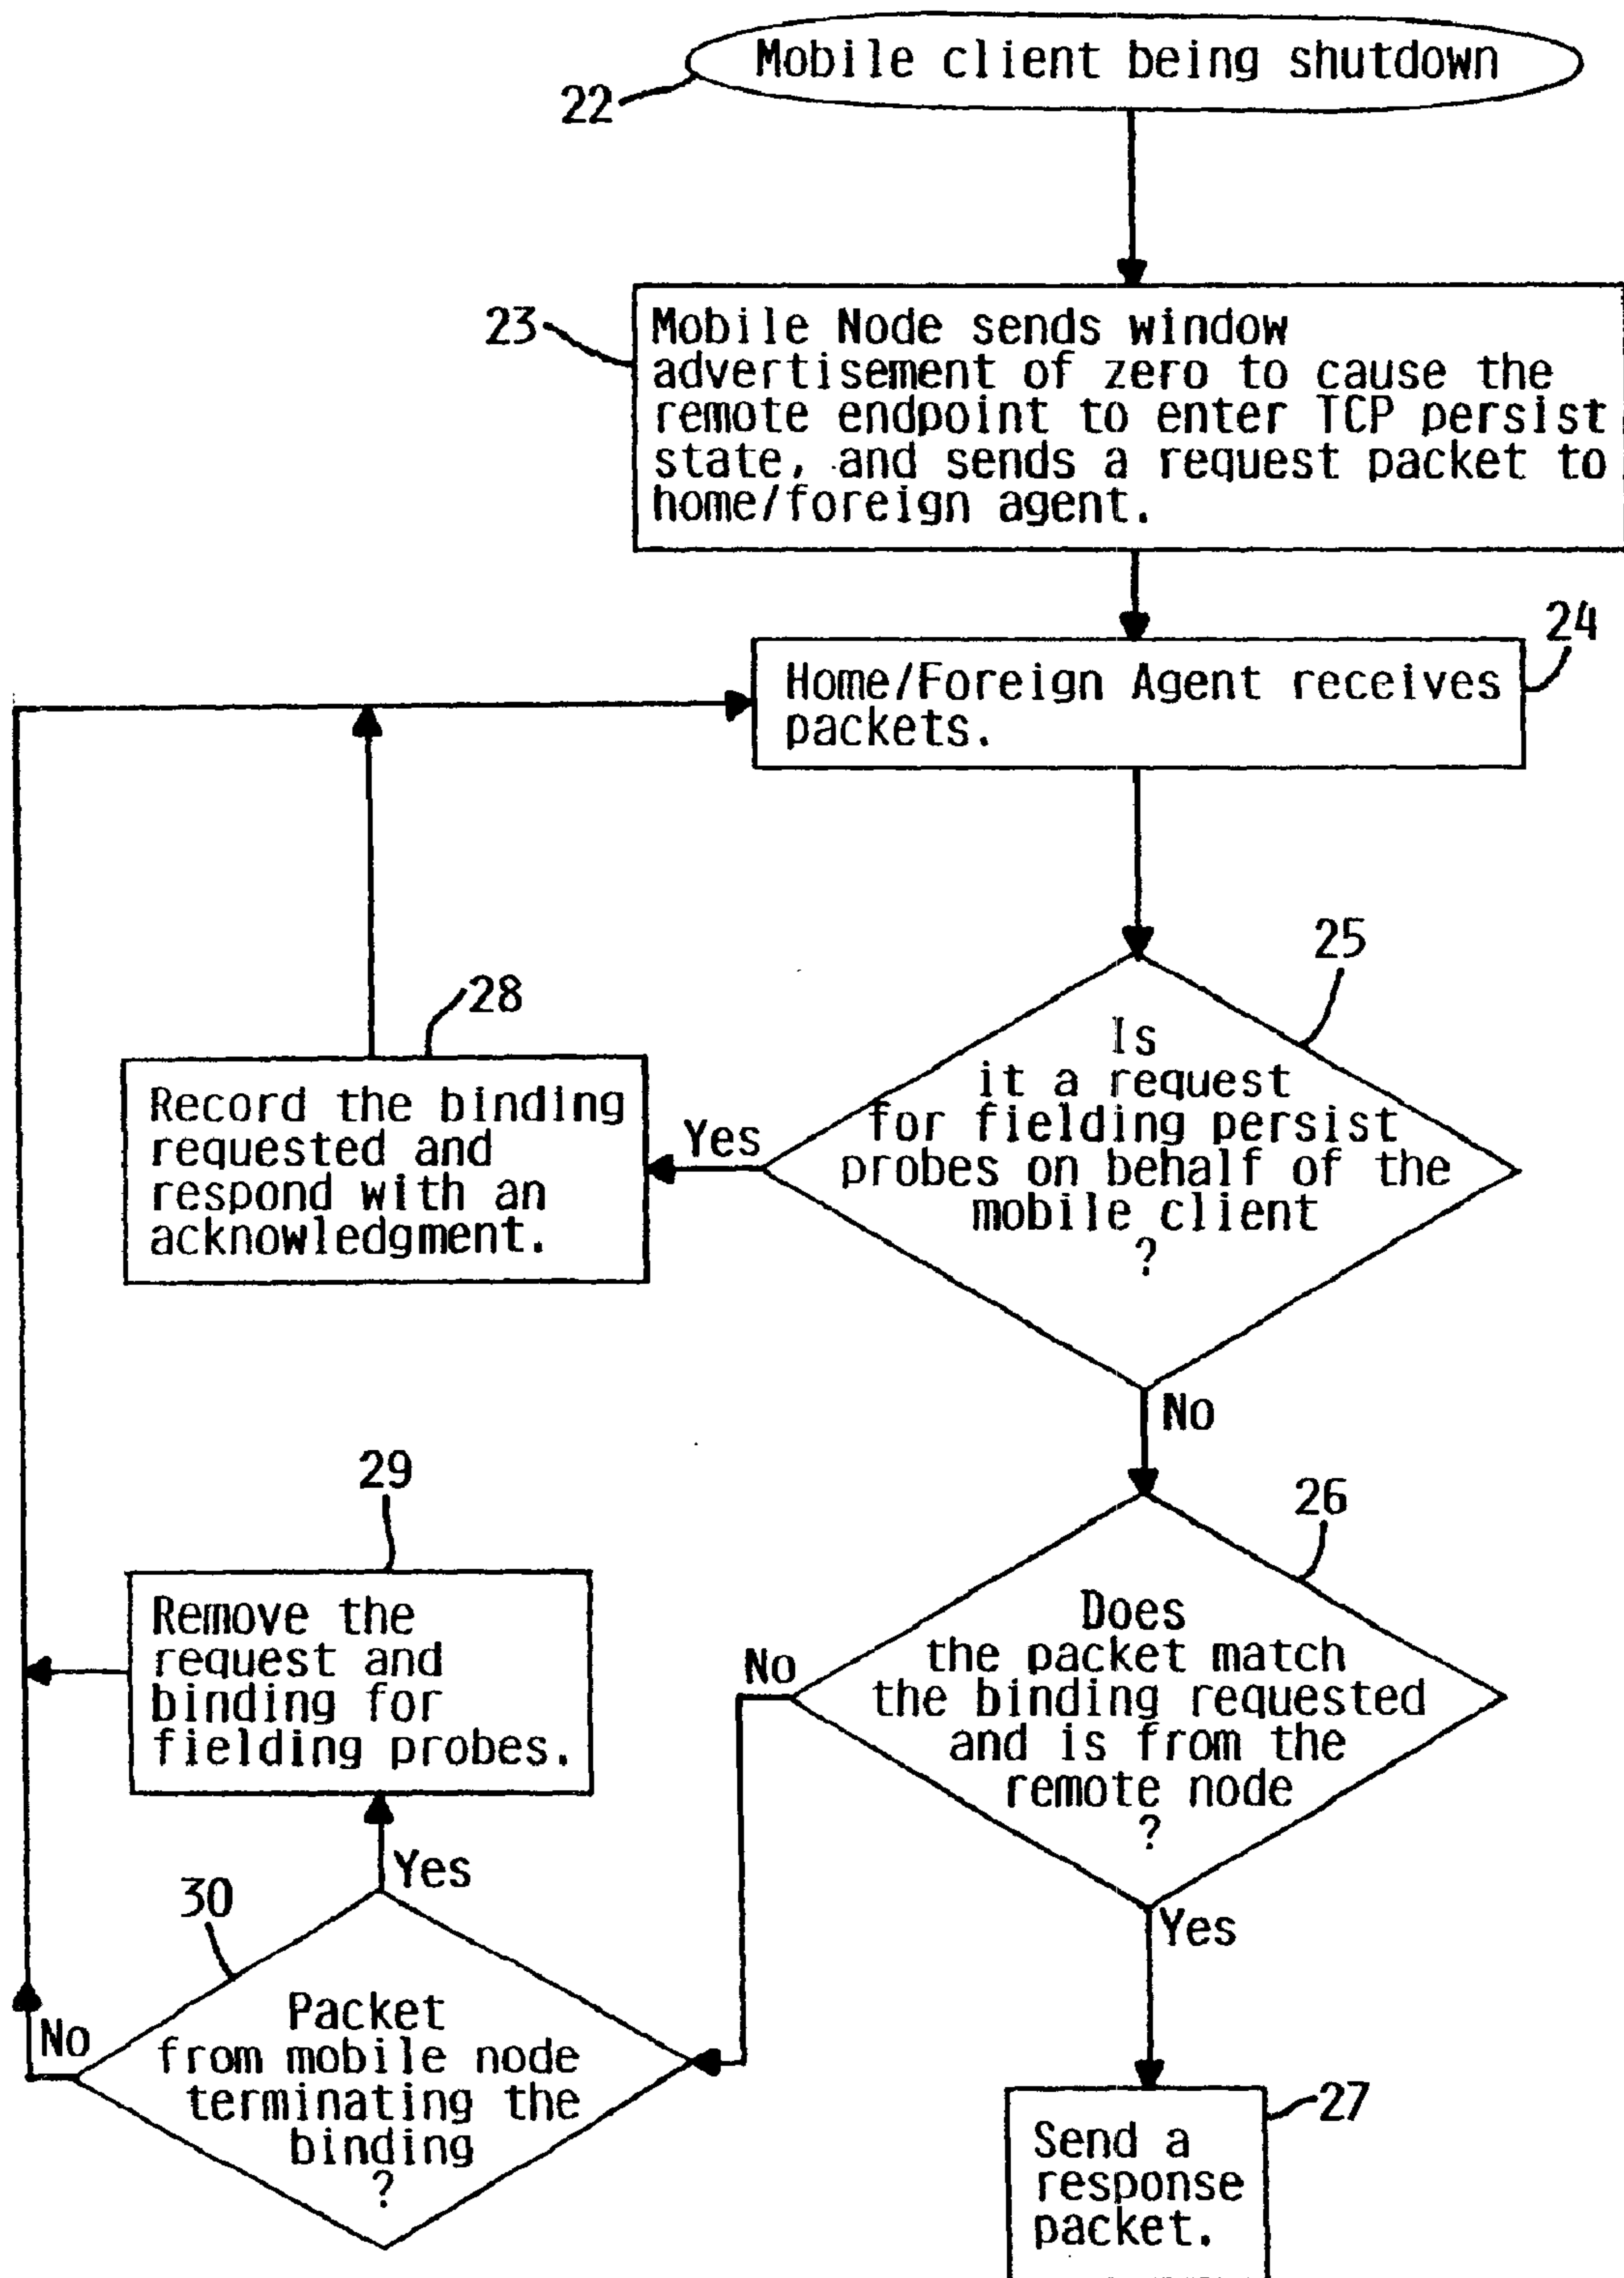 Mobile client being shutdown
22
23
Mobile Node sends window
advertisement of zero to cause the
remote endpoint to enter TCP persist
state, and sends a request packet to
home/foreign agent.
24
Home/Foreign Agent receives
packets.
25
Is
it a request
for fielding persist
probes on behalf of the
mobile client
?
Yes
28
Record the binding
requested and
respond with an
acknowledgment.
No
26
Does
the packet match
the binding requested
and is from the
remote node
?
No
29
Remove the
request and
binding for
fielding probes.
Yes
30
Packet
from mobile node
terminating the
binding
?
No
Yes
27
Send a
response
packet.